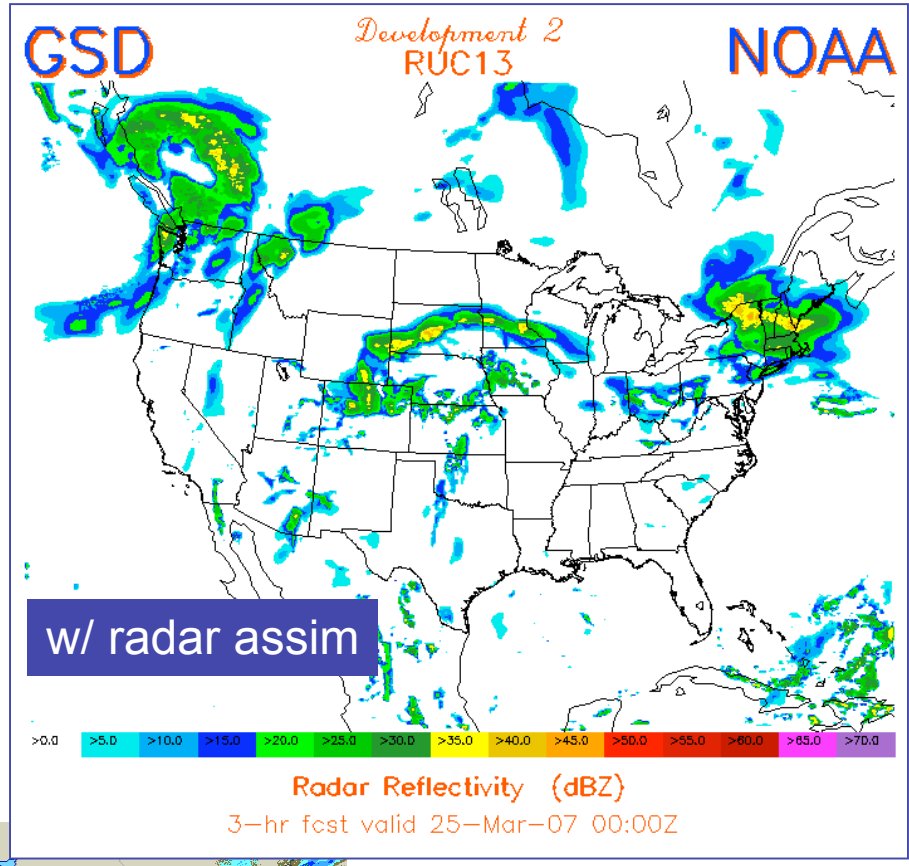 GSD Development 2 NOAA
RUC13
w/ radar assim
>0.0 >5.0 >10.0 >15.0 >20.0 >25.0 >30.0 >35.0 >40.0 >45.0 >50.0 >55.0 >60.0 >65.0 >70.0
Radar Reflectivity (dBZ)
3-hr fcst valid 25-Mar-07 00:00Z